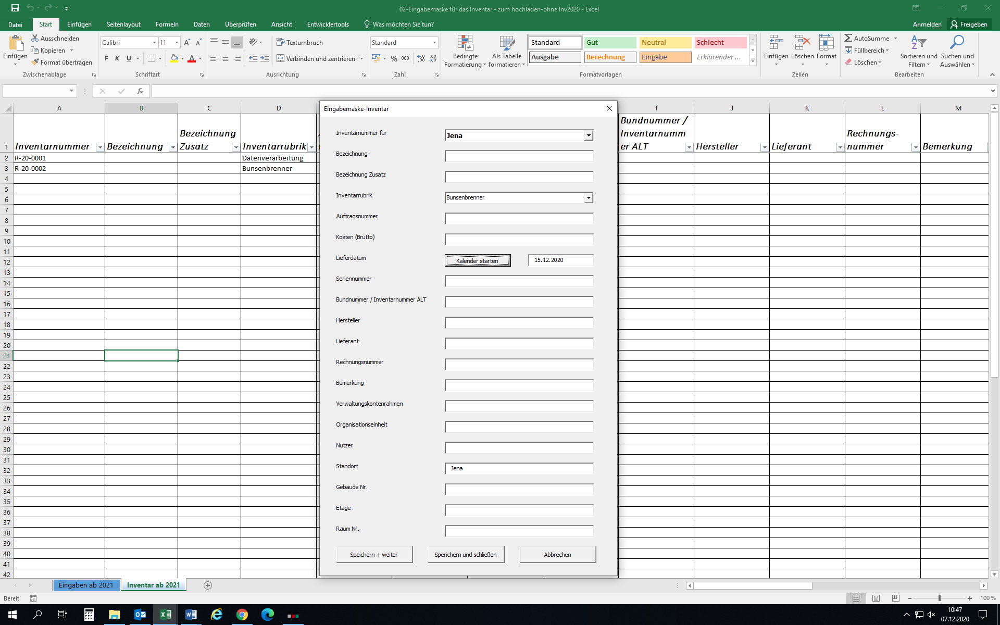 02-Eingabemaske für das Inventar - zum hochladen-ohne Inv2020 - Excel
Datei Start Einfügen Seitenlayout Formeln Daten Überprüfen Ansicht Entwicklertools Was möchten Sie tun? Anmelden Freigeben
Einfügen
Ausschneiden
Kopieren
Format übertragen
Zwischenablage
Calibri 11
F K U
Schriftart
Textumbruch
Verbinden und zentrieren
Ausrichtung
Standard
% 000
Zahl
Bedingte Formatierung
Als Tabelle formatieren
Standard Gut Neutral Schlecht
Ausgabe Berechnung Eingabe Erklärender ...
Formatvorlagen
Einfügen Löschen Format
Zellen
AutoSumme
Füllbereich
Löschen
Sortieren und Filtern
Suchen und Auswählen
Bearbeiten
fx
A B C D I J K L M
1 Inventarnummer Bezeichnung Bezeichnung Zusatz Inventarrubrik Bundnummer / Inventarnumm er ALT Hersteller Lieferant Rechnungs- nummer Bemerkung
2 R-20-0001 Datenverarbeitung
3 R-20-0002 Bunsenbrenner
4
5
6
7
8
9
10
11
12
13
14
15
16
17
18
19
20
21
22
23
24
25
26
27
28
29
30
31
32
33
34
35
36
37
38
39
40
41
42
Eingabemaske-Inventar
Inventarnummer für Jena
Bezeichnung
Bezeichnung Zusatz
Inventarrubrik Bunsenbrenner
Auftragsnummer
Kosten (Brutto)
Lieferdatum Kalender starten 15.12.2020
Seriennummer
Bundnummer / Inventarnummer ALT
Hersteller
Lieferant
Rechnungsnummer
Bemerkung
Verwaltungskontenrahmen
Organisationseinheit
Nutzer
Standort Jena
Gebäude Nr.
Etage
Raum Nr.
Speichern + weiter Sperichern und schließen Abbrechen
Eingaben ab 2021 Inventar ab 2021
Bereit 100 %
10:47
07.12.2020